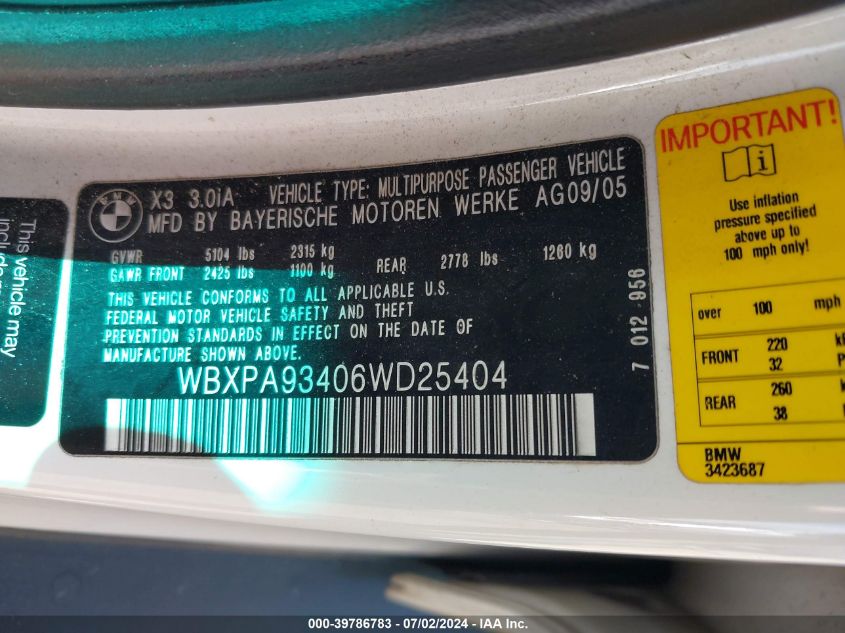 This vehicle may
BMW
X3 3.0iA VEHICLE TYPE: MULTIPURPOSE PASSENGER VEHICLE
MFD BY BAYERISCHE MOTOREN WERKE AG09/05
GVWR 5104 lbs 2315 kg
GAWR FRONT 2425 lbs 1100 kg REAR 2778 lbs 1260 kg
THIS VEHICLE CONFORMS TO ALL APPLICABLE U.S.
FEDERAL MOTOR VEHICLE SAFETY AND THEFT
PREVENTION STANDARDS IN EFFECT ON THE DATE OF
MANUFACTURE SHOWN ABOVE.
WBXPA93406WD25404
7 012 956
IMPORTANT!
Use inflation
pressure specified
above up to
100 mph only!
over 100 mph
FRONT 220
32
REAR 260
38
BMW
3423687
000-39786783 - 07/02/2024 - IAA Inc.